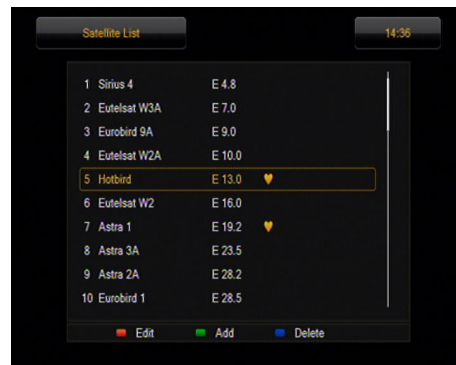 Satellite List 14:36
1 Sirius 4 E 4.8
2 Eutelsat W3A E 7.0
3 Eurobird 9A E 9.0
4 Eutelsat W2A E 10.0
5 Hotbird E 13.0
6 Eutelsat W2 E 16.0
7 Astra 1 E 19.2
8 Astra 3A E 23.5
9 Astra 2A E 28.2
10 Eurobird 1 E 28.5
Edit Add Delete